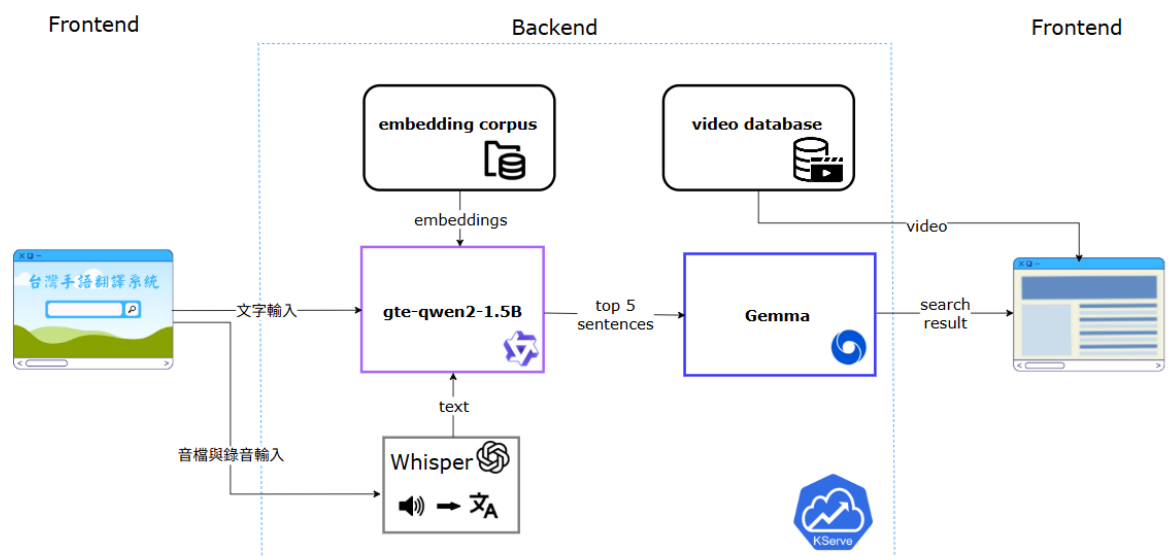 Frontend
Backend
Frontend
embedding corpus
video database
embeddings
video
台灣手語翻譯系統
文字輸入
gte-qwen2-1.5B
top 5
sentences
Gemma
search
result
text
音檔與錄音輸入
Whisper
文A
KServe